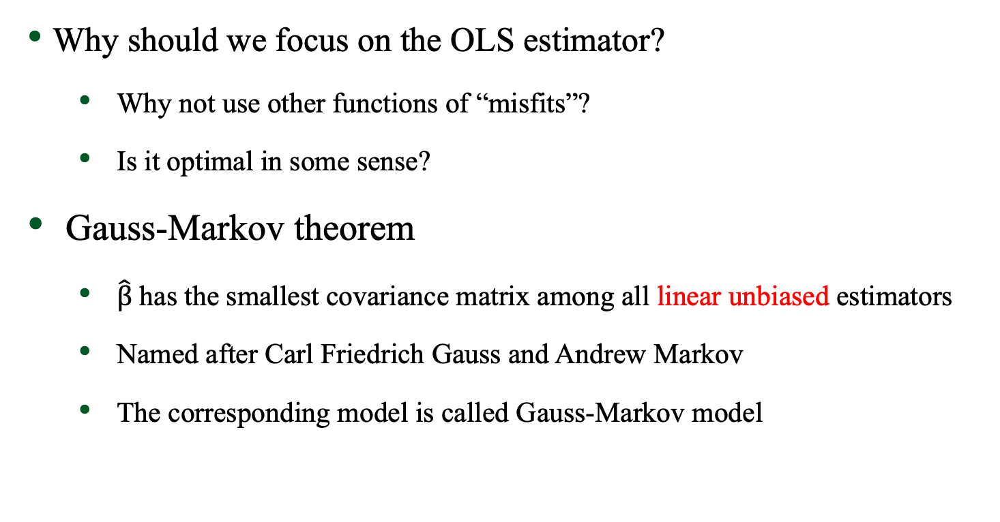 • Why should we focus on the OLS estimator?
• Why not use other functions of “misfits”?
• Is it optimal in some sense?
• Gauss-Markov theorem
• β̂ has the smallest covariance matrix among all linear unbiased estimators
• Named after Carl Friedrich Gauss and Andrew Markov
• The corresponding model is called Gauss-Markov model